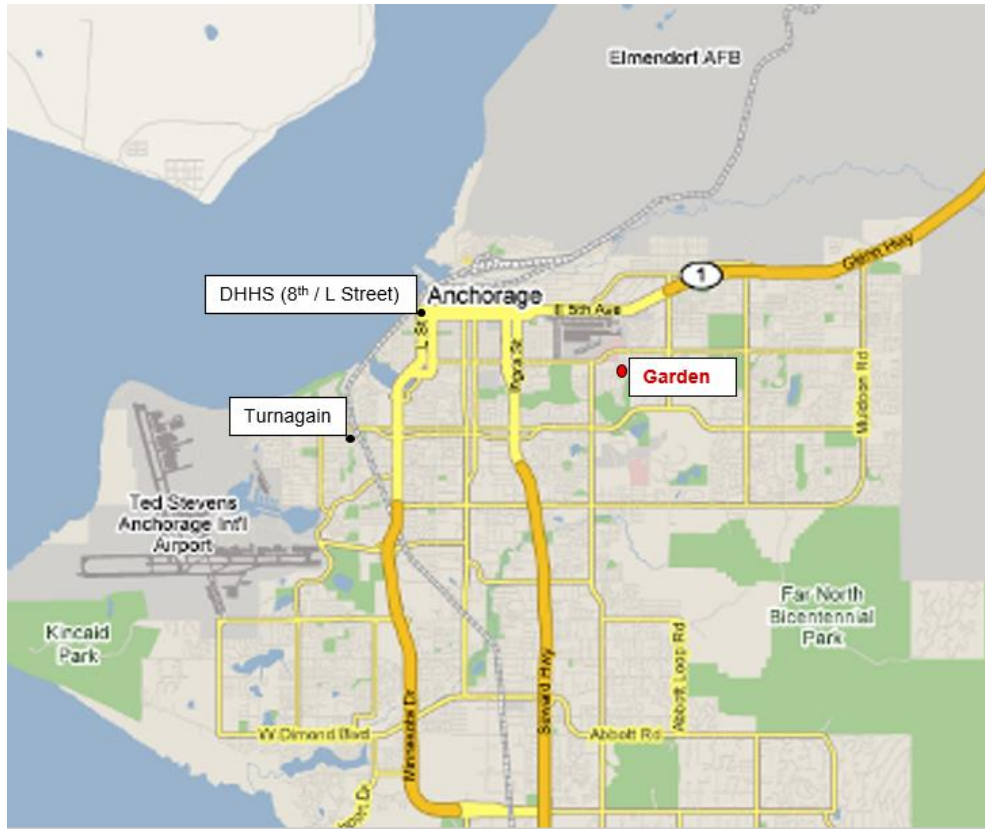 Elmendorf AFB
Glenn Hwy
1
DHHS (8th / L Street)
Anchorage
E 5th Ave
L St
Garden
Muldoon Rd
Turnagain
Ted Stevens
Anchorage Int'l
Airport
Far North
Bicentennial
Park
Kincaid
Park
Abbott Loop Rd
Seward Hwy
Minnesota Dr
W Dimond Blvd
Abbott Rd